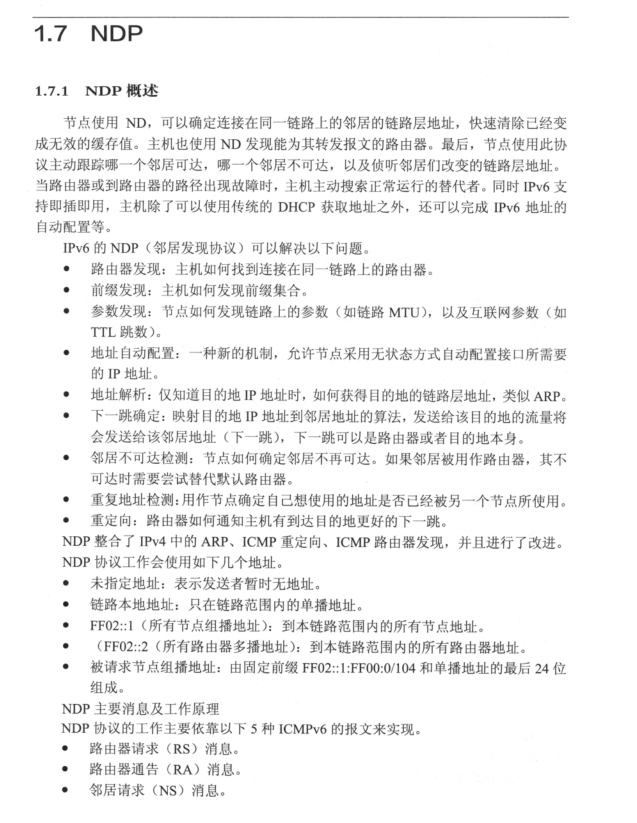 1.7 NDP
1.7.1 NDP 概述
节点使用 ND，可以确定连接在同一链路上的邻居的链路层地址，快速清除已经变
成无效的缓存值。主机也使用 ND 发现能为其转发报文的路由器。最后，节点使用此协
议主动跟踪哪一个邻居可达，哪一个邻居不可达，以及侦听邻居们改变的链路层地址。
当路由器或到路由器的路径出现故障时，主机主动搜索正常运行的替代者。同时 IPv6 支
持即插即用，主机除了可以使用传统的 DHCP 获取地址之外，还可以完成 IPv6 地址的
自动配置等。
IPv6 的 NDP（邻居发现协议）可以解决以下问题。
● 路由器发现：主机如何找到连接在同一链路上的路由器。
● 前缀发现：主机如何发现前缀集合。
● 参数发现：节点如何发现链路上的参数（如链路 MTU），以及互联网参数（如
TTL 跳数）。
● 地址自动配置：一种新的机制，允许节点采用无状态方式自动配置接口所需要
的 IP 地址。
● 地址解析：仅知道目的地 IP 地址时，如何获得目的地的链路层地址，类似 ARP。
● 下一跳确定：映射目的地 IP 地址到邻居地址的算法，发送给该目的地的流量将
会发送给该邻居地址（下一跳），下一跳可以是路由器或者目的地本身。
● 邻居不可达检测：节点如何确定邻居不再可达。如果邻居被用作路由器，其不
可达时需要尝试替代默认路由器。
● 重复地址检测：用作节点确定自己想使用的地址是否已经被另一个节点所使用。
● 重定向：路由器如何通知主机有到达目的地更好的下一跳。
NDP 整合了 IPv4 中的 ARP、ICMP 重定向、ICMP 路由器发现，并且进行了改进。
NDP 协议工作会使用如下几个地址。
● 未指定地址：表示发送者暂时无地址。
● 链路本地地址：只在链路范围内的单播地址。
● FF02::1（所有节点组播地址）：到本链路范围内的所有节点地址。
● （FF02::2（所有路由器多播地址）：到本链路范围内的所有路由器地址。
● 被请求节点组播地址：由固定前缀 FF02::1:FF00:0/104 和单播地址的最后 24 位
组成。
NDP 主要消息及工作原理
NDP 协议的工作主要依靠以下 5 种 ICMPv6 的报文来实现。
● 路由器请求（RS）消息。
● 路由器通告（RA）消息。
● 邻居请求（NS）消息。